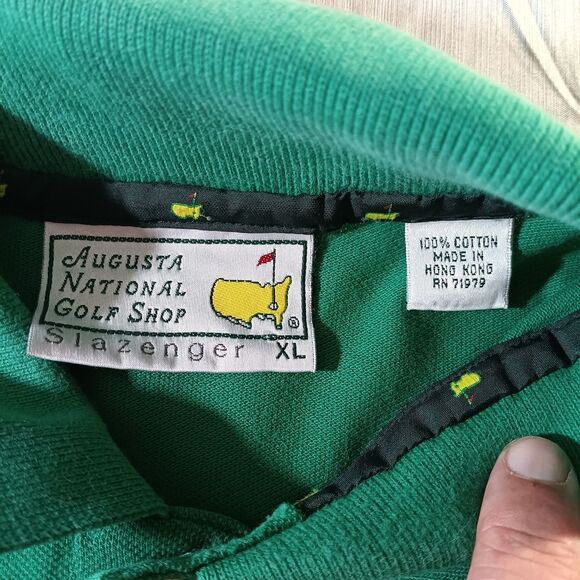 AUGUSTA
NATIONAL
GOLF SHOP
®
Slazenger XL
100% COTTON
MADE IN
HONG KONG
RN 71979